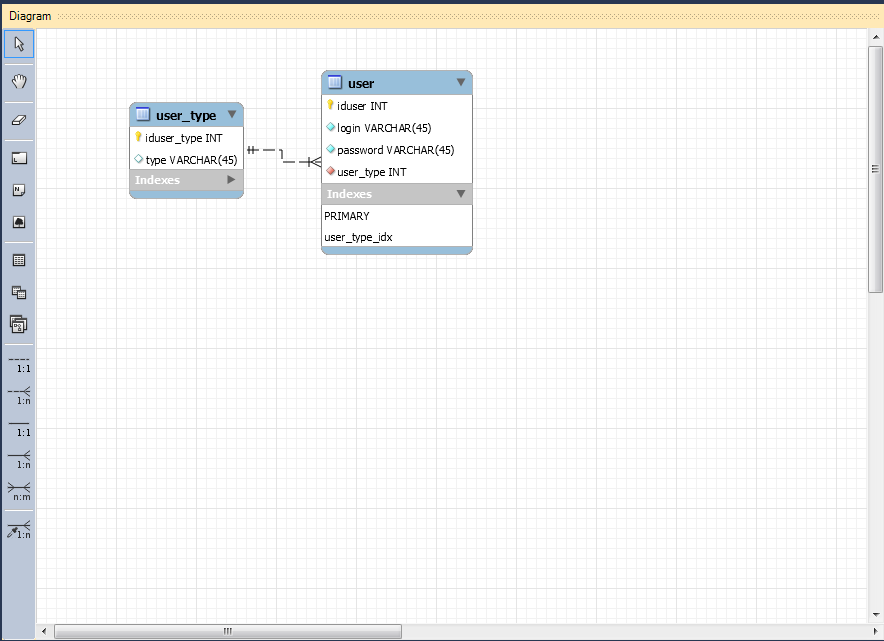 Diagram
user_type
iduser_type INT
type VARCHAR(45)
Indexes
user
iduser INT
login VARCHAR(45)
password VARCHAR(45)
user_type INT
Indexes
PRIMARY
user_type_idx
1:1
1:n
1:1
1:n
n:m
1:n